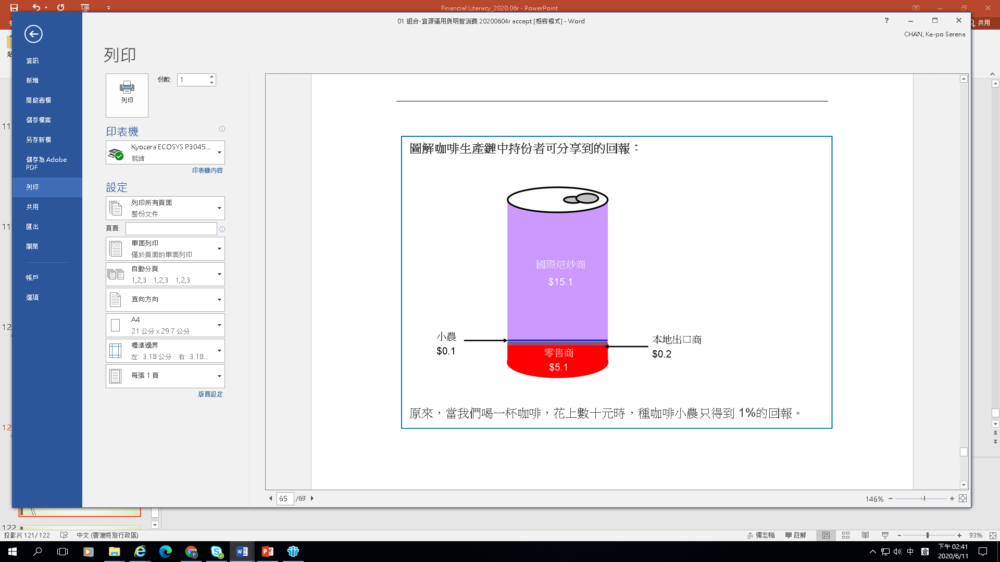 Financial Literacy_2020.06r - PowerPoint
共用
01 組合-資源運用與明智消費 20200604r accept [相容模式] - Word
?
CHAN, Ka-po Serena
列印
資訊
新增
開啟舊檔
儲存檔案
另存新檔
儲存為 Adobe
PDF
列印
共用
匯出
關閉
帳戶
選項
列印
份數:
1
印表機
Kyocera ECOSYS P3045...
就緒
印表機內容
設定
列印所有頁面
整份文件
頁面:
單面列印
僅於頁面的單面列印
自動分頁
1,2,3 1,2,3 1,2,3
直向方向
A4
21 公分 x 29.7 公分
標準邊界
左: 3.18 公分 右: 3.18...
每張 1 頁
版面設定
圖解咖啡生產鏈中持份者可分享到的回報：
國際焙炒商
$15.1
小農
$0.1
本地出口商
$0.2
零售商
$5.1
原來，當我們喝一杯咖啡，花上數十元時，種咖啡小農只得到 1%的回報。
65 /69
146%
122
投影片 121/ 122
中文 (香港特別行政區)
備忘稿
註解
93%
中
倉
下午 02:41
2020/6/11